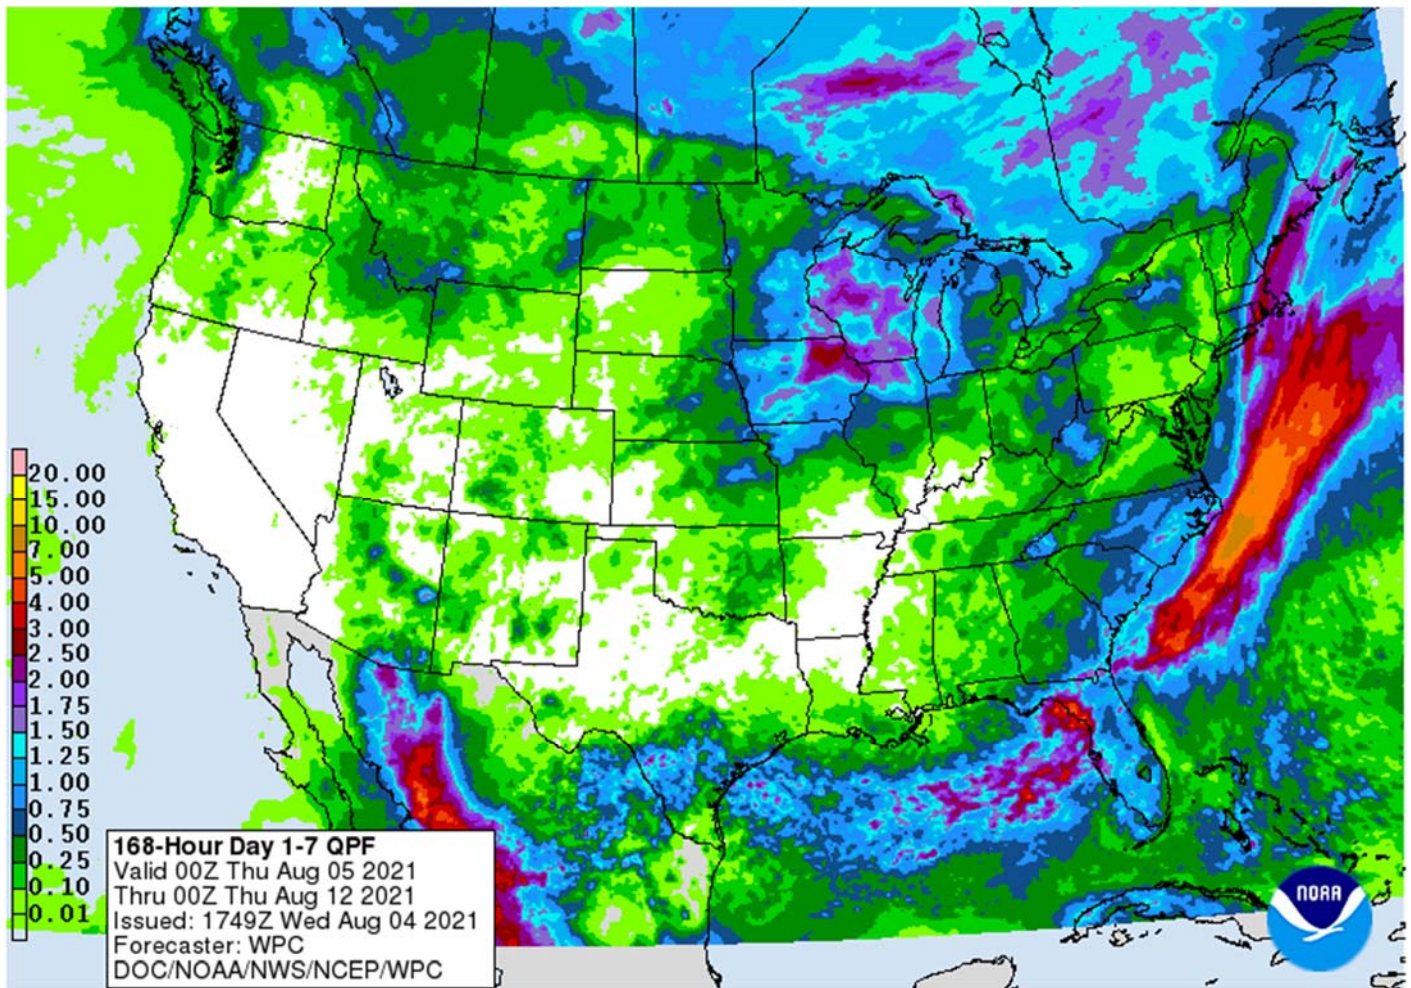 20.00
15.00
10.00
7.00
5.00
4.00
3.00
2.50
2.00
1.75
1.50
1.25
1.00
0.75
0.50
0.25
0.10
0.01
168-Hour Day 1-7 QPF
Valid 00Z Thu Aug 05 2021
Thru 00Z Thu Aug 12 2021
Issued: 1749Z Wed Aug 04 2021
Forecaster: WPC
DOC/NOAA/NWS/NCEP/WPC
NOAA